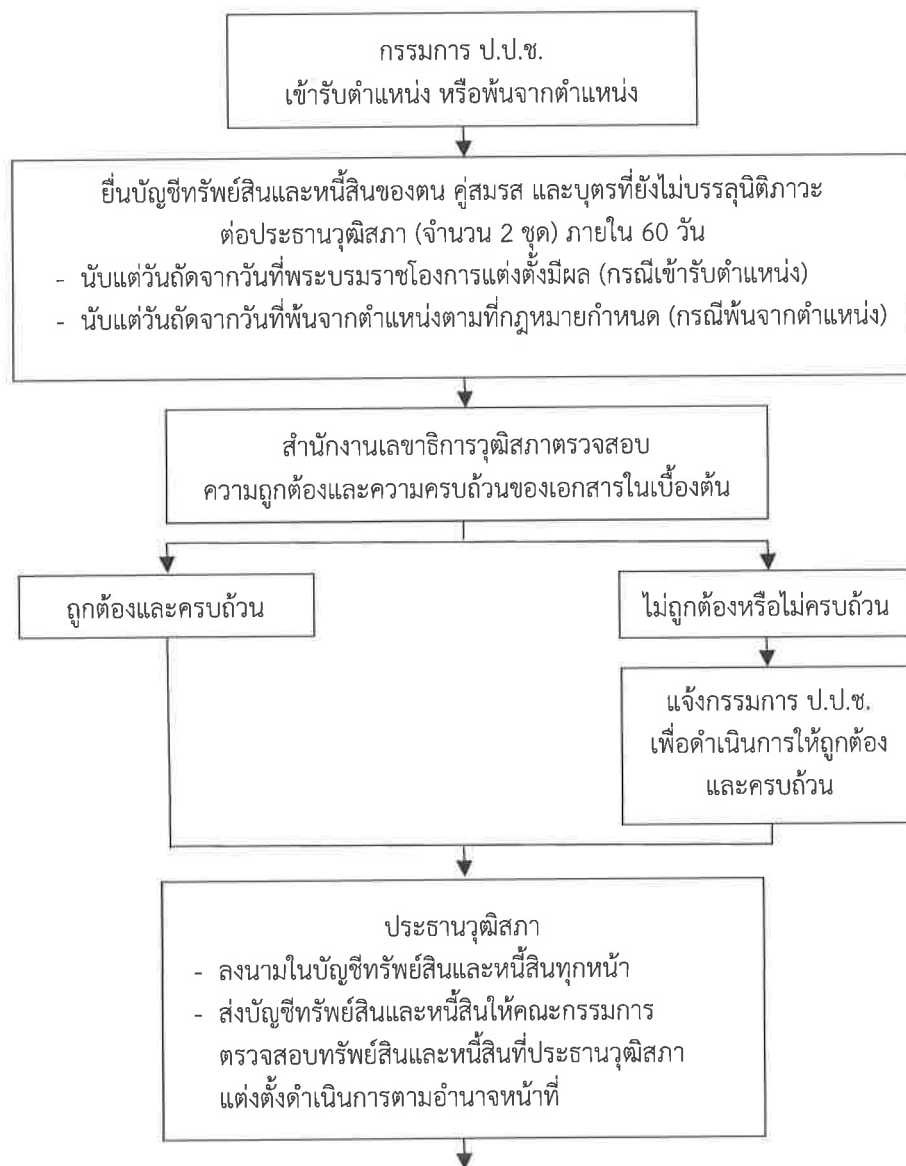 กรรมการ ป.ป.ช.
เข้ารับตำแหน่ง หรือพ้นจากตำแหน่ง
ยื่นบัญชีทรัพย์สินและหนี้สินของตน คู่สมรส และบุตรที่ยังไม่บรรลุนิติภาวะ
ต่อประธานวุฒิสภา (จำนวน 2 ชุด) ภายใน 60 วัน
- นับแต่วันถัดจากวันที่พระบรมราชโองการแต่งตั้งมีผล (กรณีเข้ารับตำแหน่ง)
- นับแต่วันถัดจากวันที่พ้นจากตำแหน่งตามที่กฎหมายกำหนด (กรณีพ้นจากตำแหน่ง)
สำนักงานเลขาธิการวุฒิสภาตรวจสอบ
ความถูกต้องและความครบถ้วนของเอกสารในเบื้องต้น
ถูกต้องและครบถ้วน
ไม่ถูกต้องหรือไม่ครบถ้วน
แจ้งกรรมการ ป.ป.ช.
เพื่อดำเนินการให้ถูกต้อง
และครบถ้วน
ประธานวุฒิสภา
- ลงนามในบัญชีทรัพย์สินและหนี้สินทุกหน้า
- ส่งบัญชีทรัพย์สินและหนี้สินให้คณะกรรมการ
ตรวจสอบทรัพย์สินและหนี้สินที่ประธานวุฒิสภา
แต่งตั้งดำเนินการตามอำนาจหน้าที่